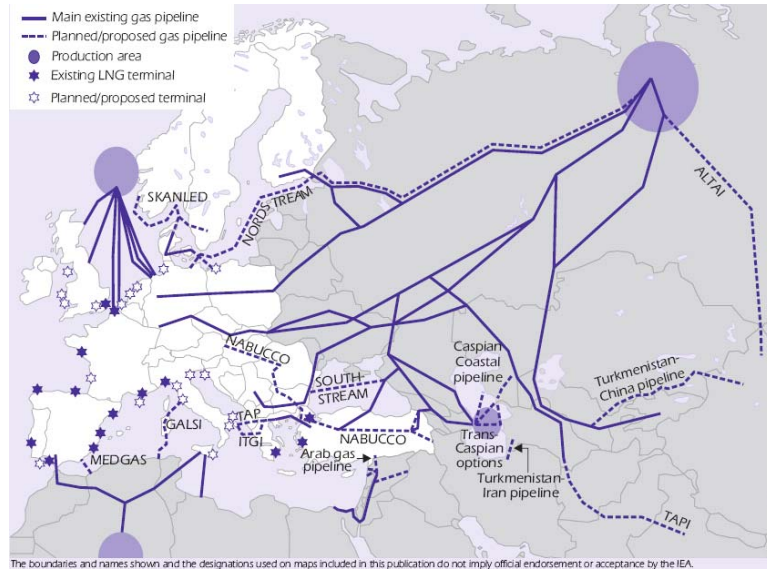 Main existing gas pipeline
Planned/proposed gas pipeline
Production area
Existing LNG terminal
Planned/proposed terminal
SKANLED
NORDSTREAM
ALTAI
NABUCCO
SOUTH-
STREAM
Caspian
Coastal
pipeline
Turkmenistan-
China pipeline
TAP
GALSI
ITGI
MEDGAS
NABUCCO
Arab gas
pipeline
Trans
Caspian
options
Turkmenistan-
Iran pipeline
TAPI
The boundaries and names shown and the designations used on maps included in this publication do not imply official endorsement or acceptance by the IEA.